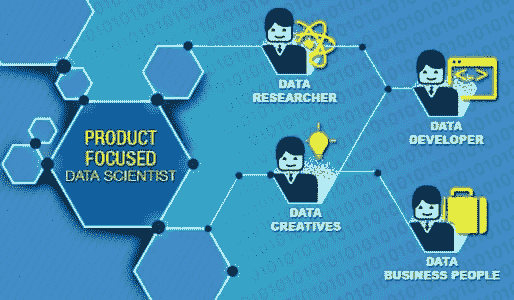 PRODUCT
FOCUSED
DATA SCIENTIST
DATA
RESEARCHER
DATA
DEVELOPER
DATA
CREATIVES
DATA
BUSINESS PEOPLE